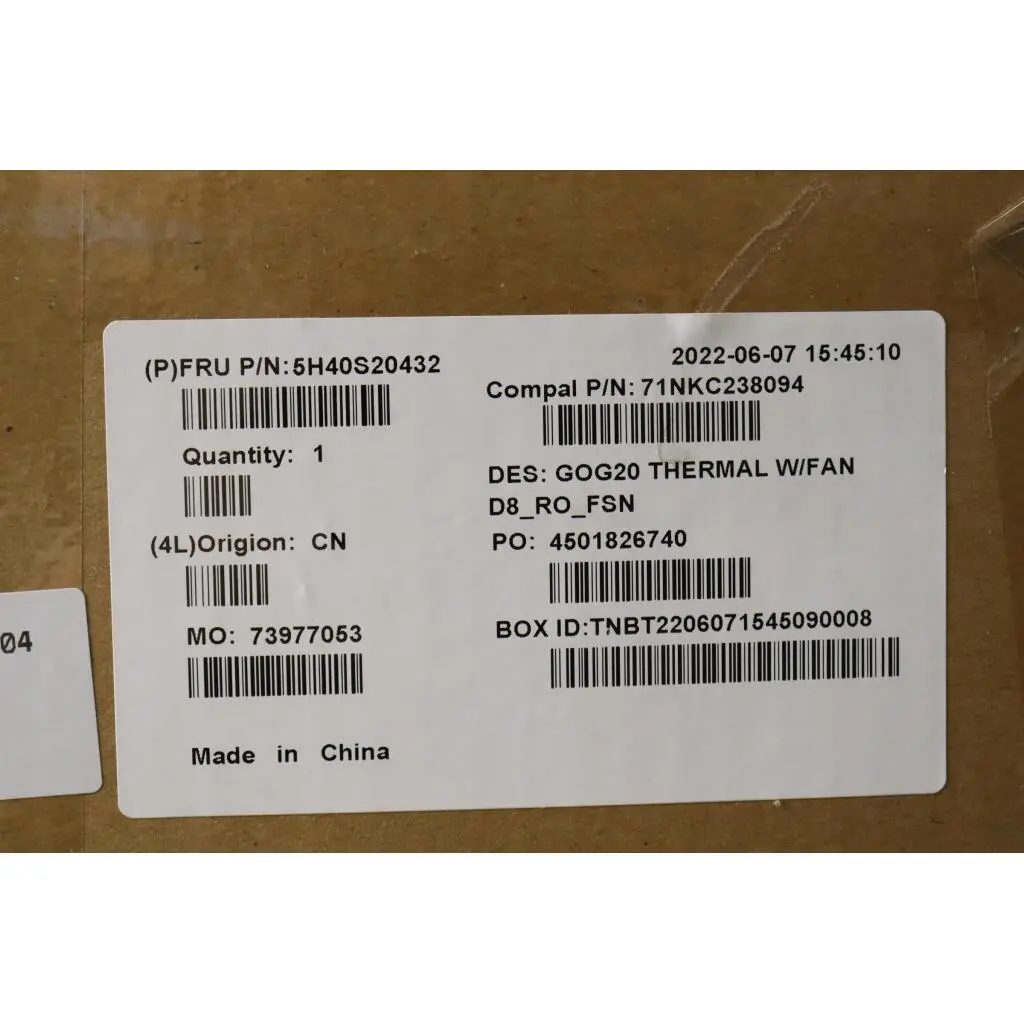 (P)FRU P/N:5H40S20432
2022-06-07 15:45:10
Compal P/N: 71NKC238094
Quantity: 1
DES: GOG20 THERMAL W/FAN
D8_RO_FSN
(4L)Origion: CN
PO: 4501826740
MO: 73977053
BOX ID:TNBT2206071545090008
Made in China
04